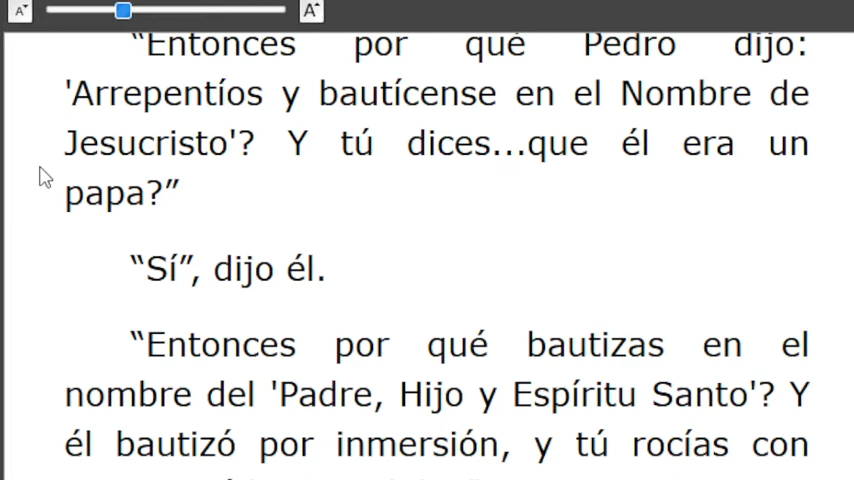 “Entonces por qué Pedro dijo:
'Arrepentíos y bautícense en el Nombre de
Jesucristo'? Y tú dices...que él era un
papa?”
“Sí”, dijo él.
“Entonces por qué bautizas en el
nombre del 'Padre, Hijo y Espíritu Santo'? Y
él bautizó por inmersión, y tú rocías con